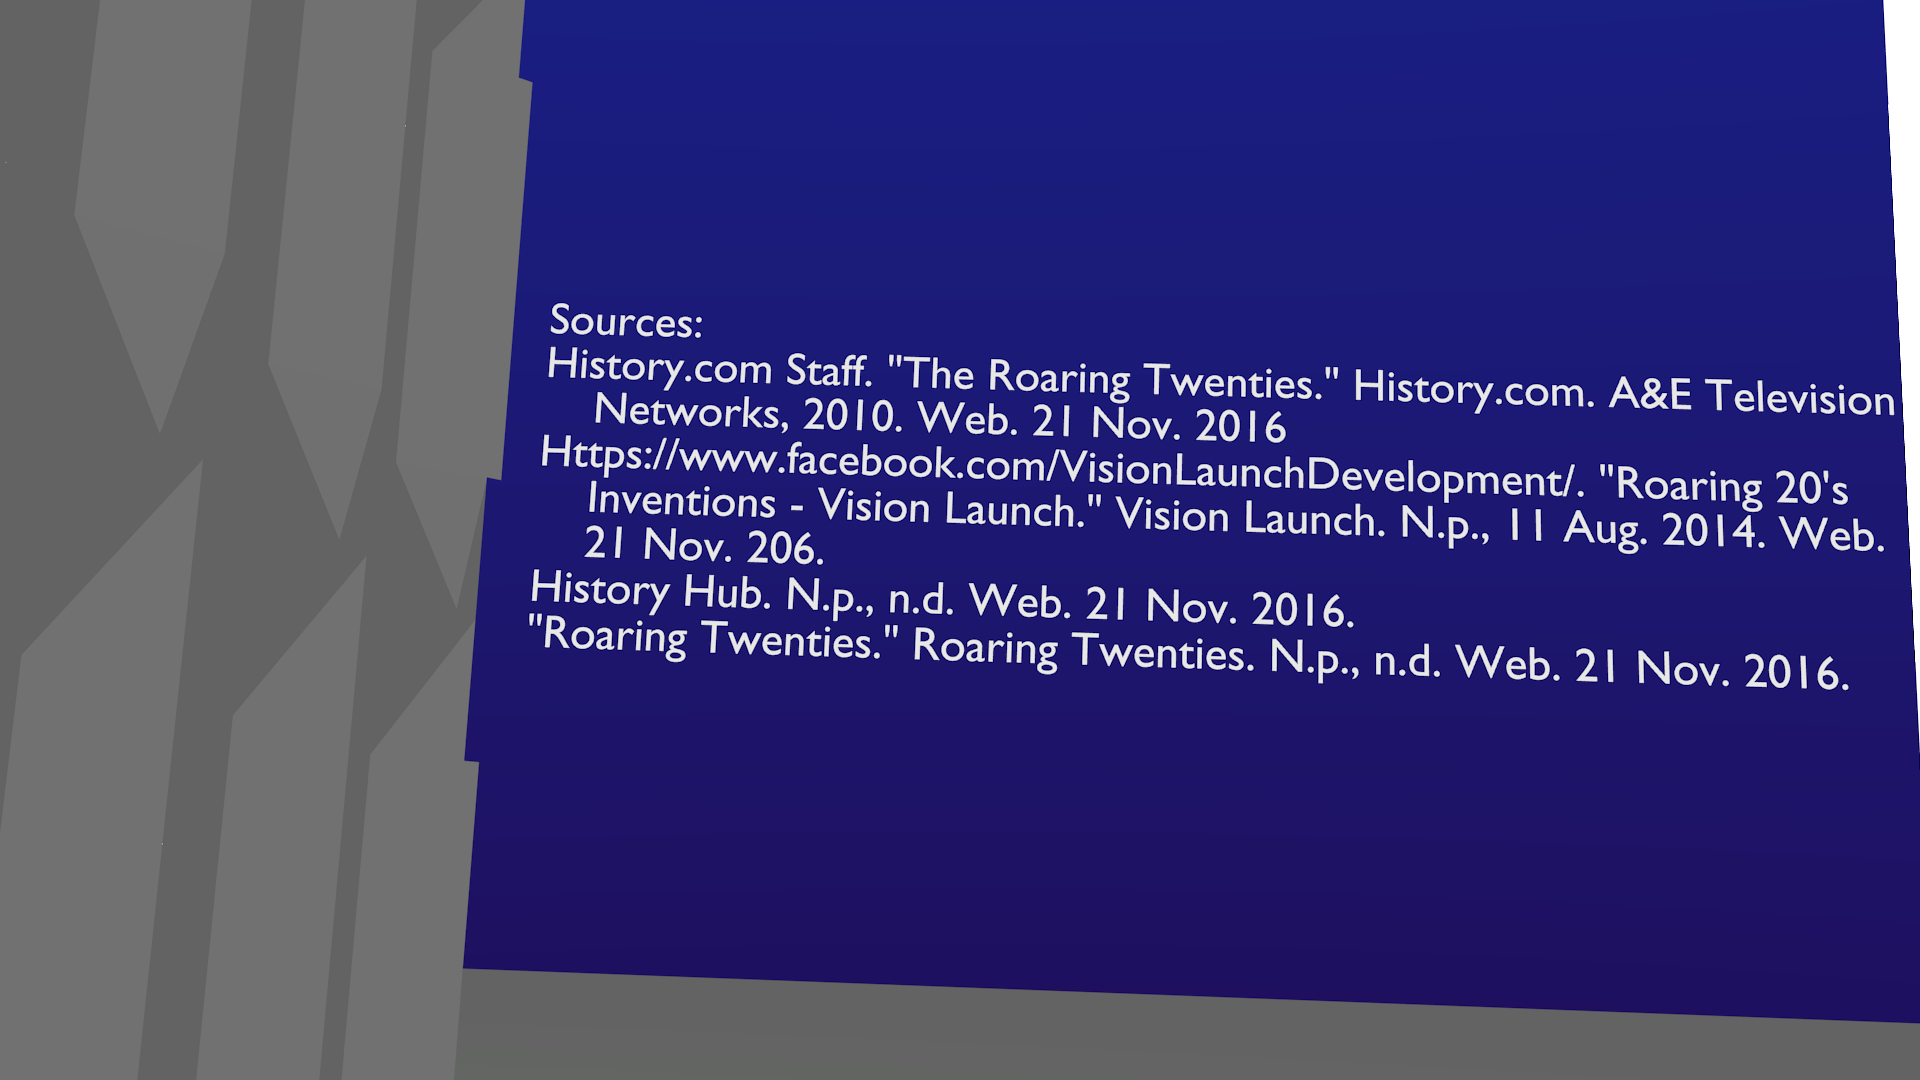 Sources:
History.com Staff. "The Roaring Twenties." History.com. A&E Television
Networks, 2010. Web. 21 Nov. 2016
Https://www.facebook.com/VisionLaunchDevelopment/. "Roaring 20's
Inventions - Vision Launch." Vision Launch. N.p., 11 Aug. 2014. Web.
21 Nov. 206.
History Hub. N.p., n.d. Web. 21 Nov. 2016.
"Roaring Twenties." Roaring Twenties. N.p., n.d. Web. 21 Nov. 2016.